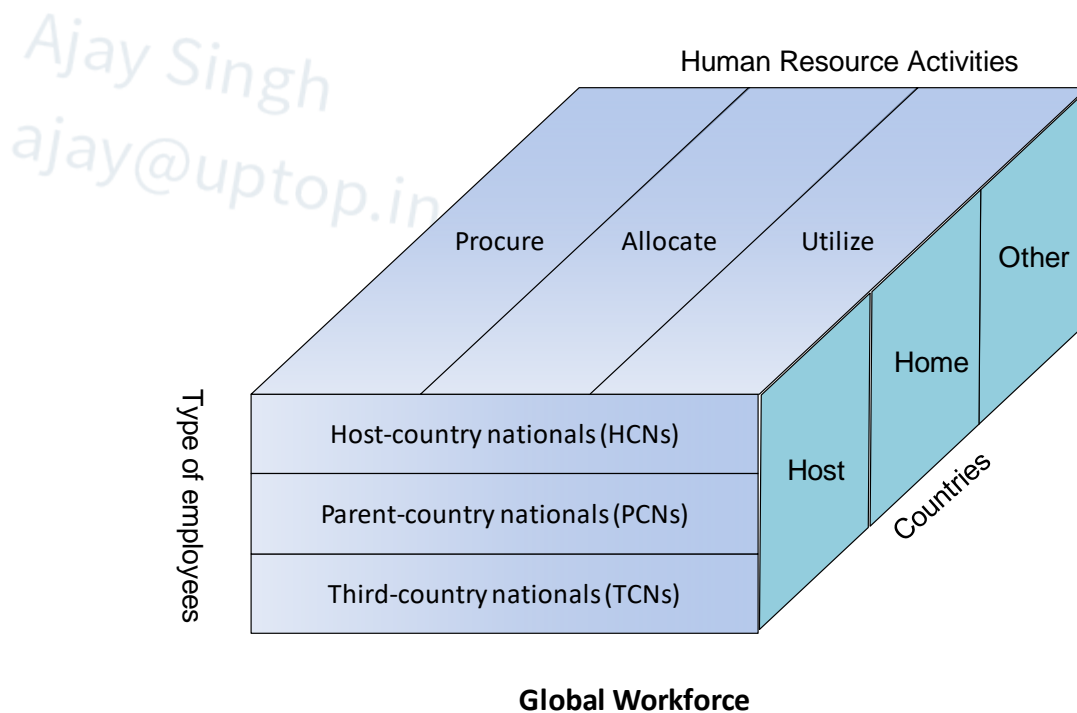 Ajay Singh
ajay@uptop.in
Human Resource Activities
Procure
Allocate
Utilize
Other
Home
Host
Countries
Type of employees
Host-country nationals (HCNs)
Parent-country nationals (PCNs)
Third-country nationals (TCNs)
Global Workforce